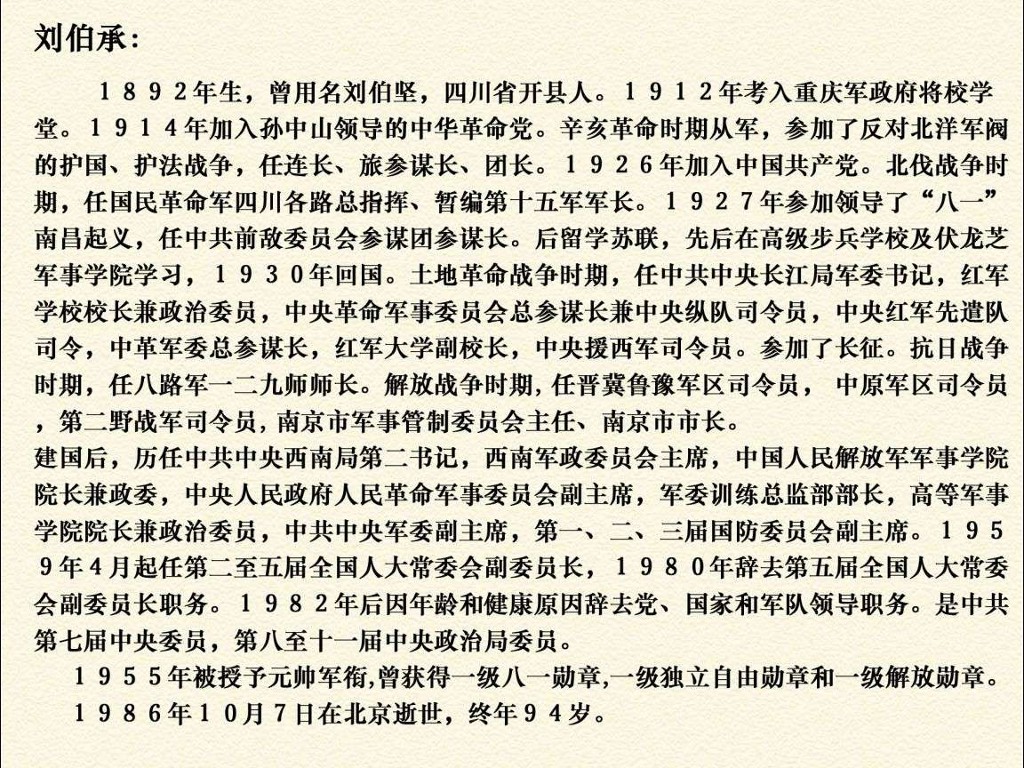 刘伯承:
1892年生，曾用名刘伯坚，四川省开县人。1912年考入重庆军政府将校学
堂。1914年加入孙中山领导的中华革命党。辛亥革命时期从军，参加了反对北洋军阀
的护国、护法战争，任连长、旅参谋长、团长。1926年加入中国共产党。北伐战争时
期，任国民革命军四川各路总指挥、暂编第十五军军长。1927年参加领导了“八一”
南昌起义，任中共前敌委员会参谋团参谋长。后留学苏联，先后在高级步兵学校及伏龙芝
军事学院学习，1930年回国。土地革命战争时期，任中共中央长江局军委书记，红军
学校校长兼政治委员，中央革命军事委员会总参谋长兼中央纵队司令员，中央红军先遣队
司令，中革军委总参谋长，红军大学副校长，中央援西军司令员。参加了长征。抗日战争
时期，任八路军一二九师师长。解放战争时期,任晋冀鲁豫军区司令员， 中原军区司令员
，第二野战军司令员,南京市军事管制委员会主任、南京市市长。
建国后，历任中共中央西南局第二书记，西南军政委员会主席，中国人民解放军军事学院
院长兼政委，中央人民政府人民革命军事委员会副主席，军委训练总监部部长，高等军事
学院院长兼政治委员，中共中央军委副主席，第一、二、三届国防委员会副主席。195
9年4月起任第二至五届全国人大常委会副委员长，1980年辞去第五届全国人大常委
会副委员长职务。1982年后因年龄和健康原因辞去党、国家和军队领导职务。是中共
第七届中央委员，第八至十一届中央政治局委员。
1955年被授予元帅军衔,曾获得一级八一勋章,一级独立自由勋章和一级解放勋章。
1986年10月7日在北京逝世，终年94岁。